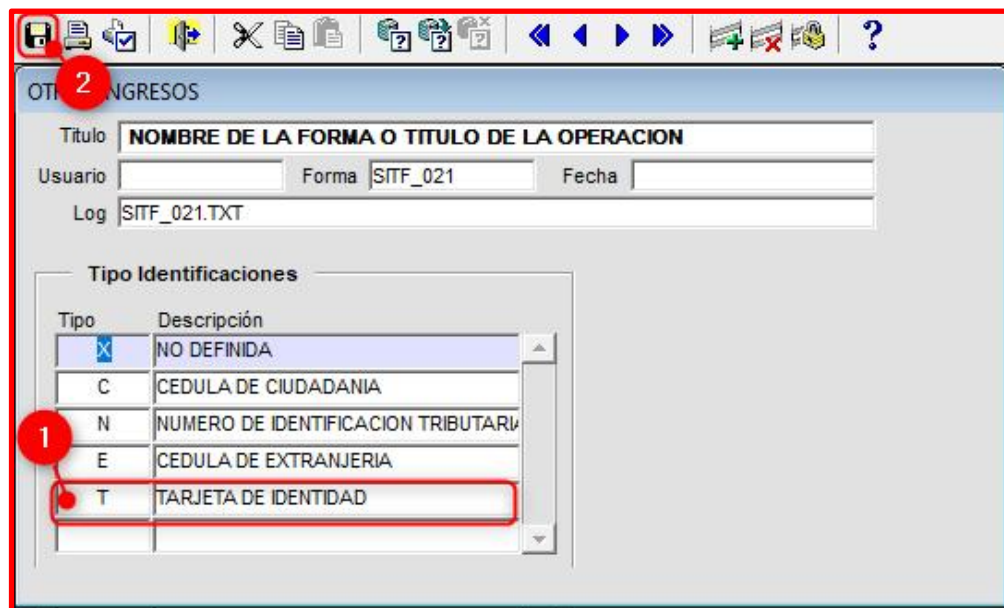 ?
2
OT NGRESOS
Titulo NOMBRE DE LA FORMA O TITULO DE LA OPERACION
Usuario Forma SITF_021 Fecha
Log SITF_021.TXT
Tipo Identificaciones
Tipo Descripción
X NO DEFINIDA
C CEDULA DE CIUDADANIA
N NUMERO DE IDENTIFICACION TRIBUTARIA
1
E CEDULA DE EXTRANJERIA
T TARJETA DE IDENTIDAD